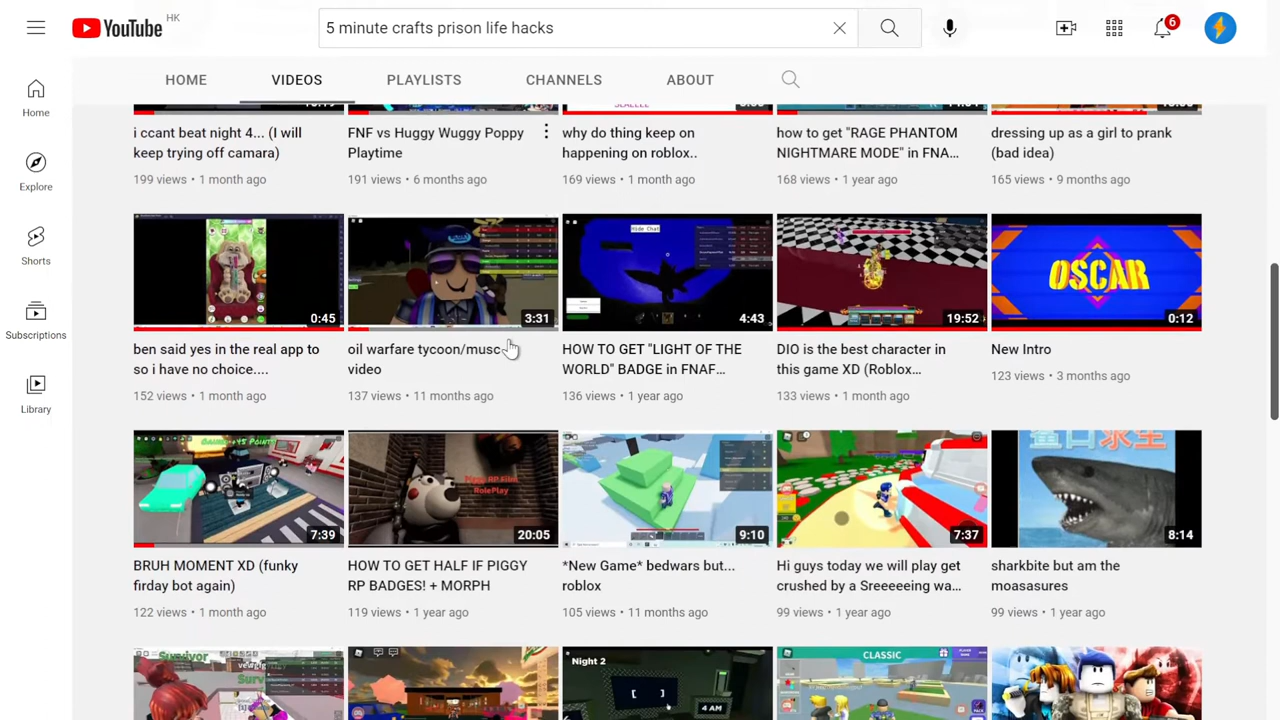 YouTube HK
5 minute crafts prison life hacks
6
HOME VIDEOS PLAYLISTS CHANNELS ABOUT
Home
Explore
Shorts
Subscriptions
Library
i ccant beat night 4... (I will
keep trying off camara)
199 views • 1 month ago
FNF vs Huggy Wuggy Poppy
Playtime
191 views • 6 months ago
why do thing keep on
happening on roblox..
169 views • 1 month ago
how to get "RAGE PHANTOM
NIGHTMARE MODE" in FNA...
168 views • 1 year ago
dressing up as a girl to prank
(bad idea)
165 views • 9 months ago
0:45
ben said yes in the real app to
so i have no choice....
152 views • 1 month ago
3:31
oil warfare tycoon/musc
video
137 views • 11 months ago
Hide Chat
4:43
HOW TO GET "LIGHT OF THE
WORLD" BADGE in FNAF...
136 views • 1 year ago
19:52
DIO is the best character in
this game XD (Roblox...
133 views • 1 month ago
OSCAR
0:12
New Intro
123 views • 3 months ago
7:39
BRUH MOMENT XD (funky
firday bot again)
122 views • 1 month ago
Piggy RP Film
RolePlay
20:05
HOW TO GET HALF IF PIGGY
RP BADGES! + MORPH
119 views • 1 year ago
9:10
*New Game* bedwars but...
roblox
105 views • 11 months ago
7:37
Hi guys today we will play get
crushed by a Sreeeeeing wa...
99 views • 1 year ago
8:14
sharkbite but am the
moasasures
99 views • 1 year ago
Survivor
Night 2
4 AM
CLASSIC